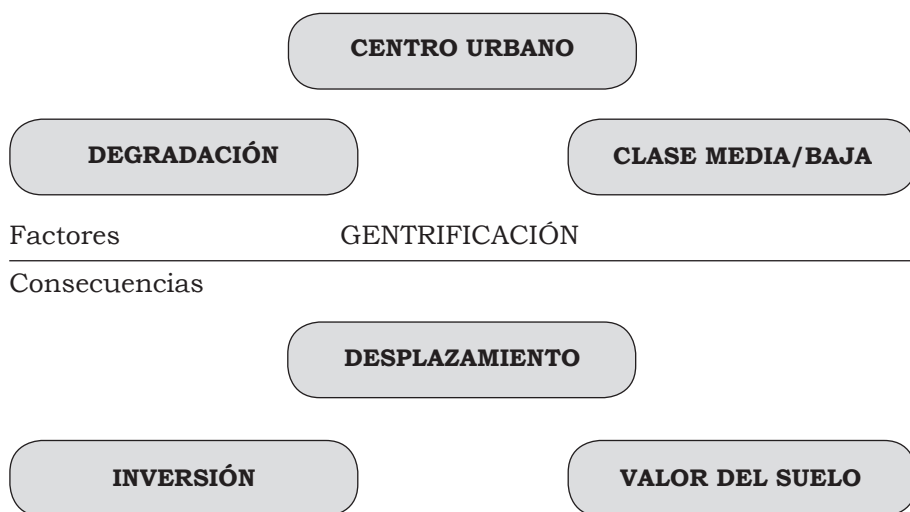 CENTRO URBANO
DEGRADACIÓN
CLASE MEDIA/BAJA
Factores GENTRIFICACIÓN
Consecuencias
DESPLAZAMIENTO
INVERSIÓN
VALOR DEL SUELO